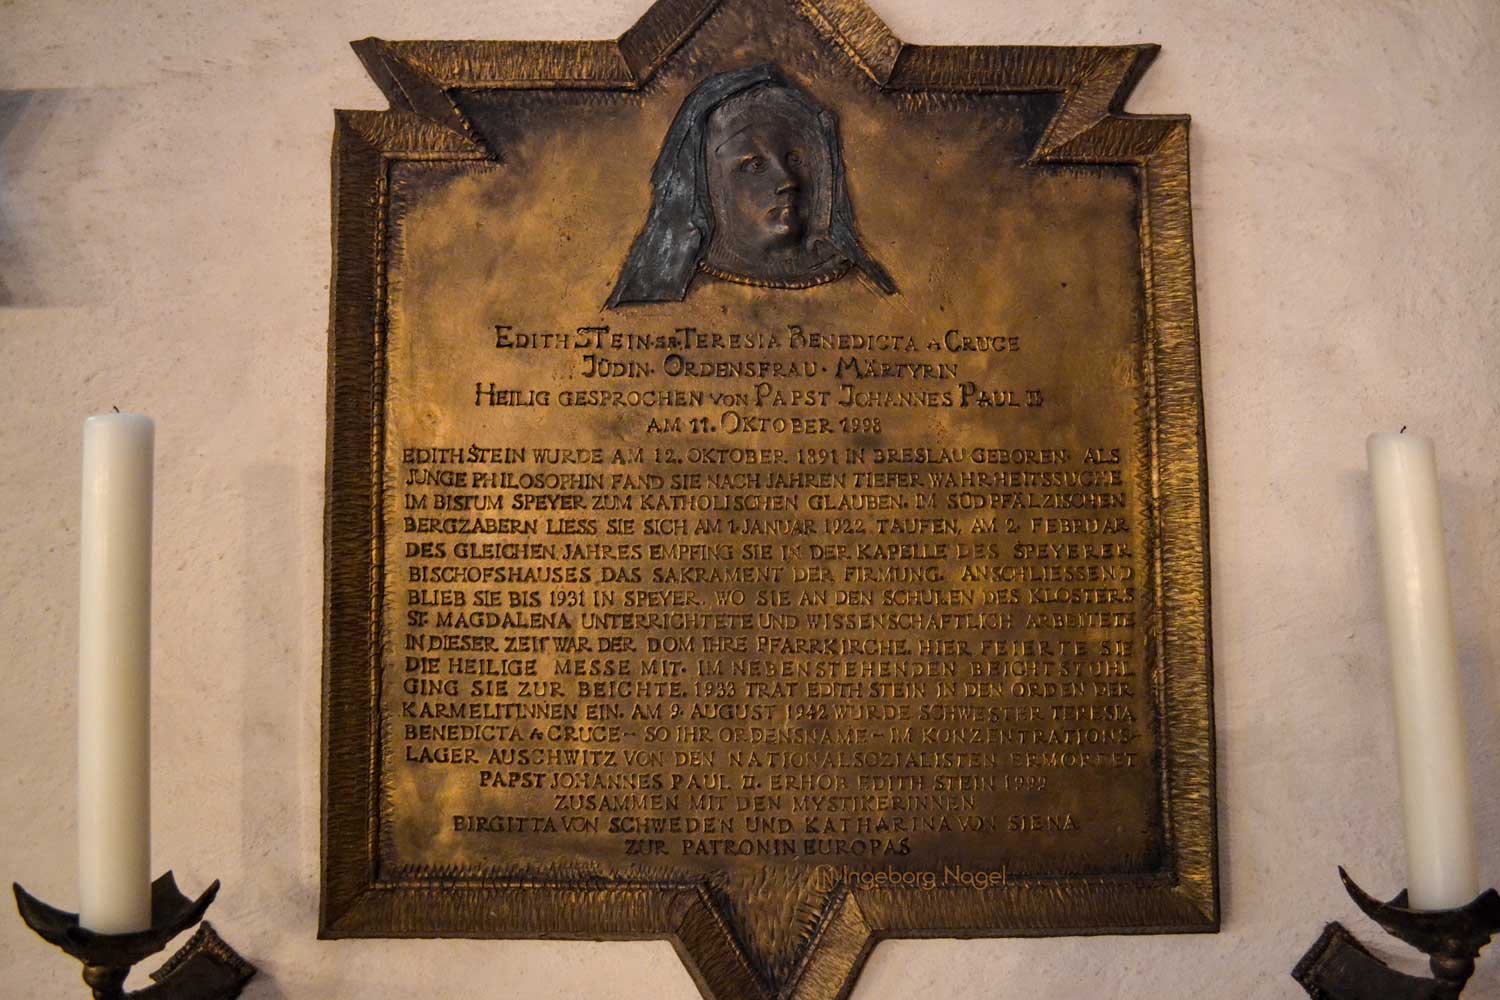 EDITH STEIN · SR. TERESIA BENEDICTA A CRUCE
JÜDIN · ORDENSFRAU · MÄRTYRIN
HEILIG GESPROCHEN VON PAPST JOHANNES PAUL II
AM 11. OKTOBER 1998
EDITH STEIN WURDE AM 12. OKTOBER 1891 IN BRESLAU GEBOREN. ALS
JUNGE PHILOSOPHIN FAND SIE NACH JAHREN TIEFER WAHRHEITSSUCHE
IM BISTUM SPEYER ZUM KATHOLISCHEN GLAUBEN. IM SÜDPFÄLZISCHEN
BERGZABERN LIESS SIE SICH AM 1. JANUAR 1922 TAUFEN, AM 2. FEBRUAR
DES GLEICHEN JAHRES EMPFING SIE IN DER KAPELLE DES SPEYERER
BISCHOFSHAUSES DAS SAKRAMENT DER FIRMUNG. ANSCHLIESSEND
BLIEB SIE BIS 1931 IN SPEYER, WO SIE AN DEN SCHULEN DES KLOSTERS
ST. MAGDALENA UNTERRICHTETE UND WISSENSCHAFTLICH ARBEITETE
IN DIESER ZEIT WAR DER DOM IHRE PFARRKIRCHE. HIER FEIERTE SIE
DIE HEILIGE MESSE MIT. IM NEBENSTEHENDEN BEICHTSTUHL
GING SIE ZUR BEICHTE. 1933 TRAT EDITH STEIN IN DEN ORDEN DER
KARMELITINNEN EIN. AM 9. AUGUST 1942 WURDE SCHWESTER TERESIA
BENEDICTA A CRUCE - SO IHR ORDENSNAME - IM KONZENTRATIONS-
LAGER AUSCHWITZ VON DEN NATIONALSOZIALISTEN ERMORDET
PAPST JOHANNES PAUL II. ERHOB EDITH STEIN 1999
ZUSAMMEN MIT DEN MYSTIKERINNEN
BIRGITTA VON SCHWEDEN UND KATHARINA VON SIENA
ZUR PATRONIN EUROPAS
Ingeborg Nagel